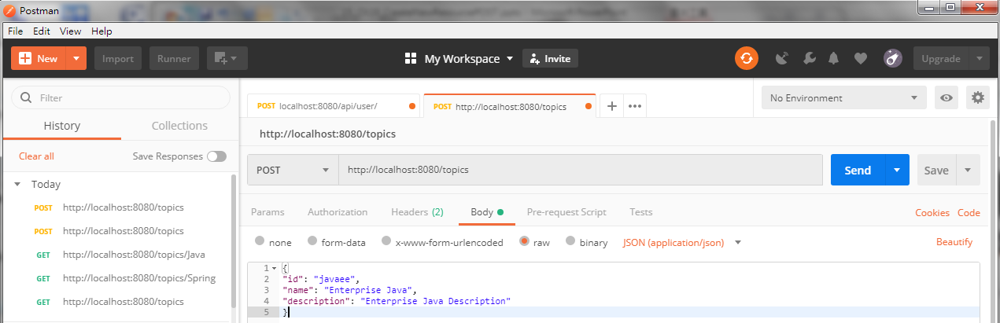 Postman
File Edit View Help
New Import Runner My Workspace Invite Upgrade
Filter
History Collections
Clear all Save Responses
Today
POST http://localhost:8080/topics
POST http://localhost:8080/topics
GET http://localhost:8080/topics/Java
GET http://localhost:8080/topics/Spring
GET http://localhost:8080/topics
POST localhost:8080/api/user/ POST http://localhost:8080/topics + ••• No Environment
http://localhost:8080/topics
POST http://localhost:8080/topics Send Save
Params Authorization Headers (2) Body Pre-request Script Tests Cookies Code
none form-data x-www-form-urlencoded raw binary JSON (application/json) Beautify
1 {
2 "id": "javaee",
3 "name": "Enterprise Java",
4 "description": "Enterprise Java Description"
5 }